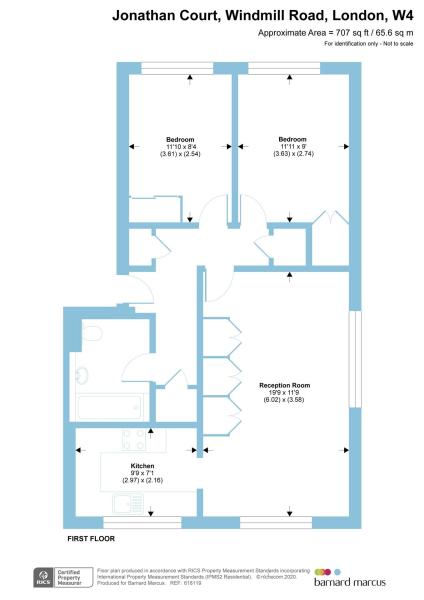 Jonathan Court, Windmill Road, London, W4
Approximate Area = 707 sq ft / 65.6 sq m
For identification only - Not to scale
Bedroom
11'10 x 8'4
(3.61) x (2.54)
Bedroom
11'11 x 9'
(3.63) x (2.74)
Reception Room
19'9 x 11'9
(6.02) x (3.58)
Kitchen
9'9 x 7'1
(2.97) x (2.16)
FIRST FLOOR
RICS
Certified
Property
Measurer
Floor plan produced in accordance with RICS Property Measurement Standards incorporating
International Property Measurement Standards (IPMS2 Residential). ©nichecom 2020.
Produced for Barnard Marcus. REF: 616119
barnard marcus